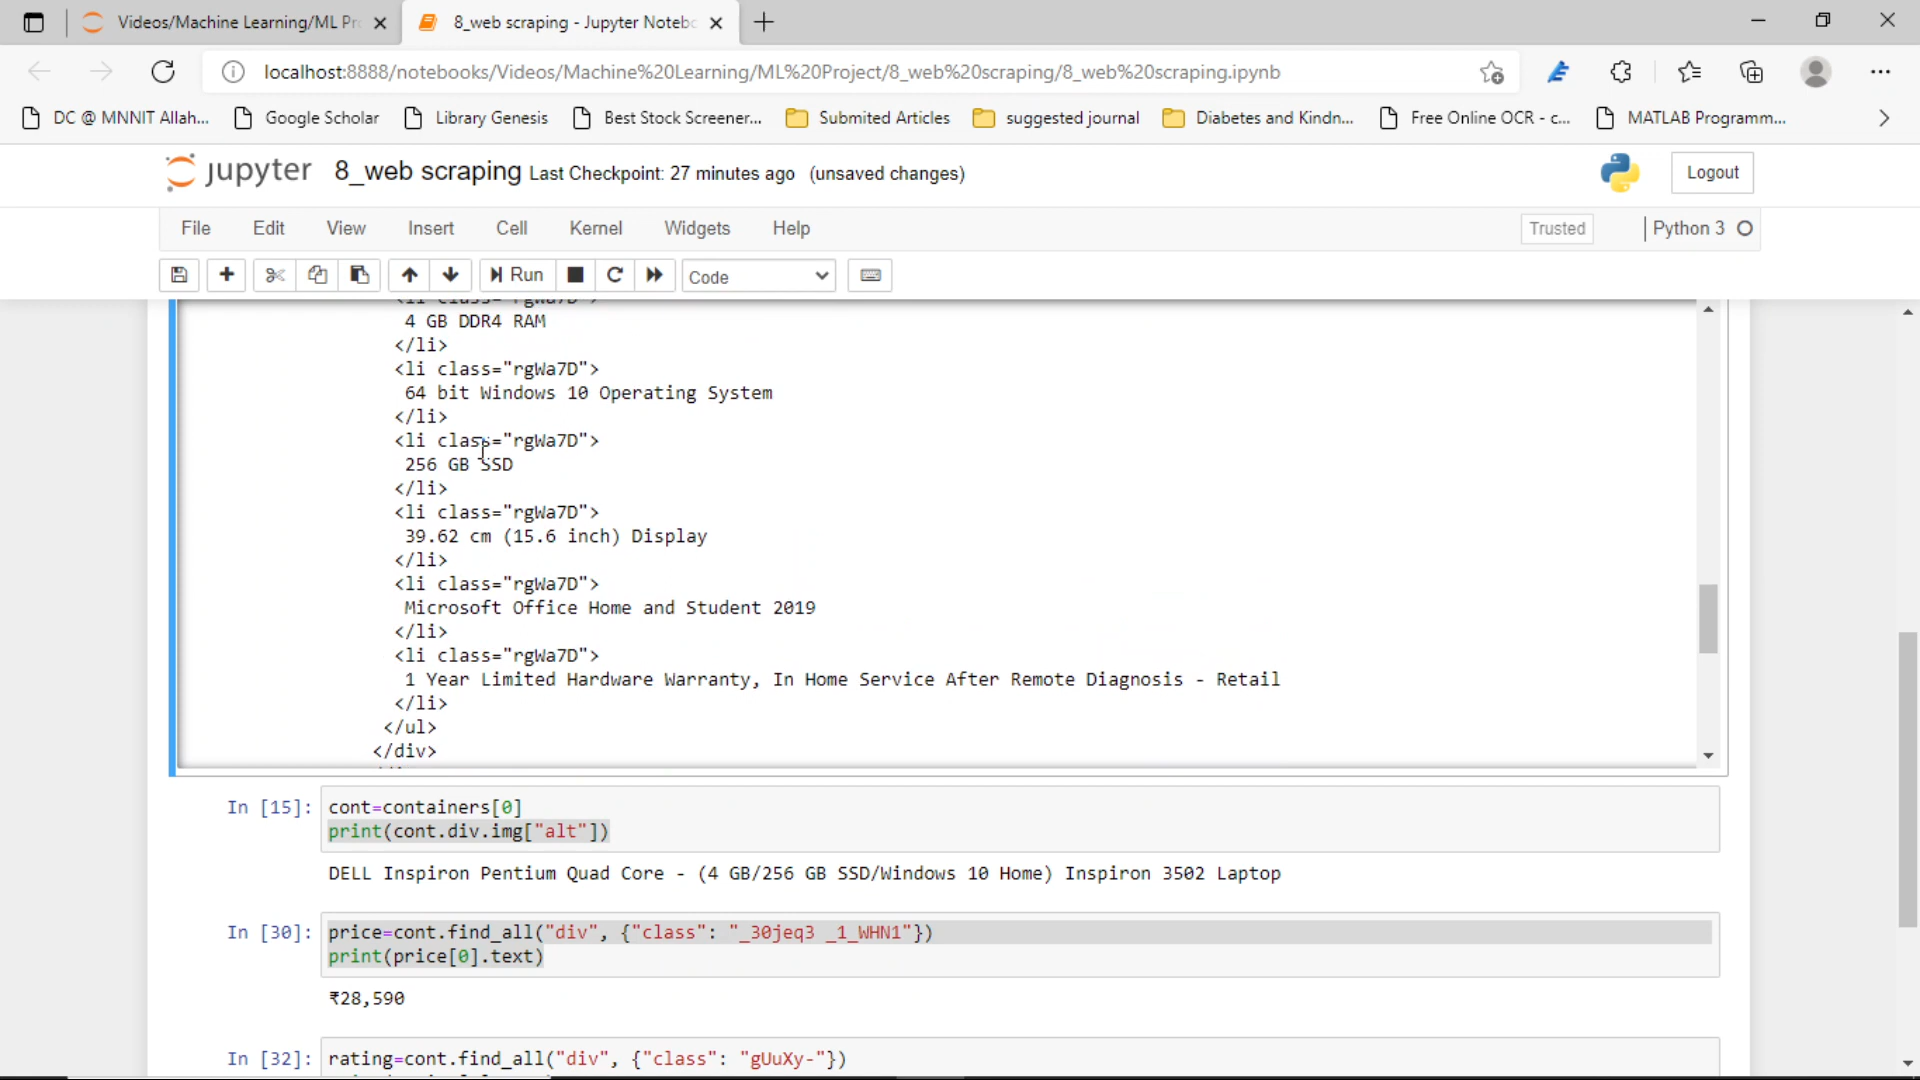 Videos/Machine Learning/ML Pr
8_web scraping - Jupyter Noteb
localhost:8888/notebooks/Videos/Machine%20Learning/ML%20Project/8_web%20scraping/8_web%20scraping.ipynb
DC @ MNNIT Allah...
Google Scholar
Library Genesis
Best Stock Screener...
Submited Articles
suggested journal
Diabetes and Kindn...
Free Online OCR - c...
MATLAB Programm...
jupyter 8_web scraping Last Checkpoint: 27 minutes ago (unsaved changes)
Logout
File Edit View Insert Cell Kernel Widgets Help
Trusted
Python 3
Run
Code
<li class="rgWa7D">
4 GB DDR4 RAM
</li>
<li class="rgWa7D">
64 bit Windows 10 Operating System
</li>
<li class="rgWa7D">
256 GB SSD
</li>
<li class="rgWa7D">
39.62 cm (15.6 inch) Display
</li>
<li class="rgWa7D">
Microsoft Office Home and Student 2019
</li>
<li class="rgWa7D">
1 Year Limited Hardware Warranty, In Home Service After Remote Diagnosis - Retail
</li>
</ul>
</div>
In [15]: cont=containers[0]
print(cont.div.img["alt"])
DELL Inspiron Pentium Quad Core - (4 GB/256 GB SSD/Windows 10 Home) Inspiron 3502 Laptop
In [30]: price=cont.find_all("div", {"class": "_30jeq3 _1_WHN1"})
print(price[0].text)
₹28,590
In [32]: rating=cont.find_all("div", {"class": "gUuXy-"})